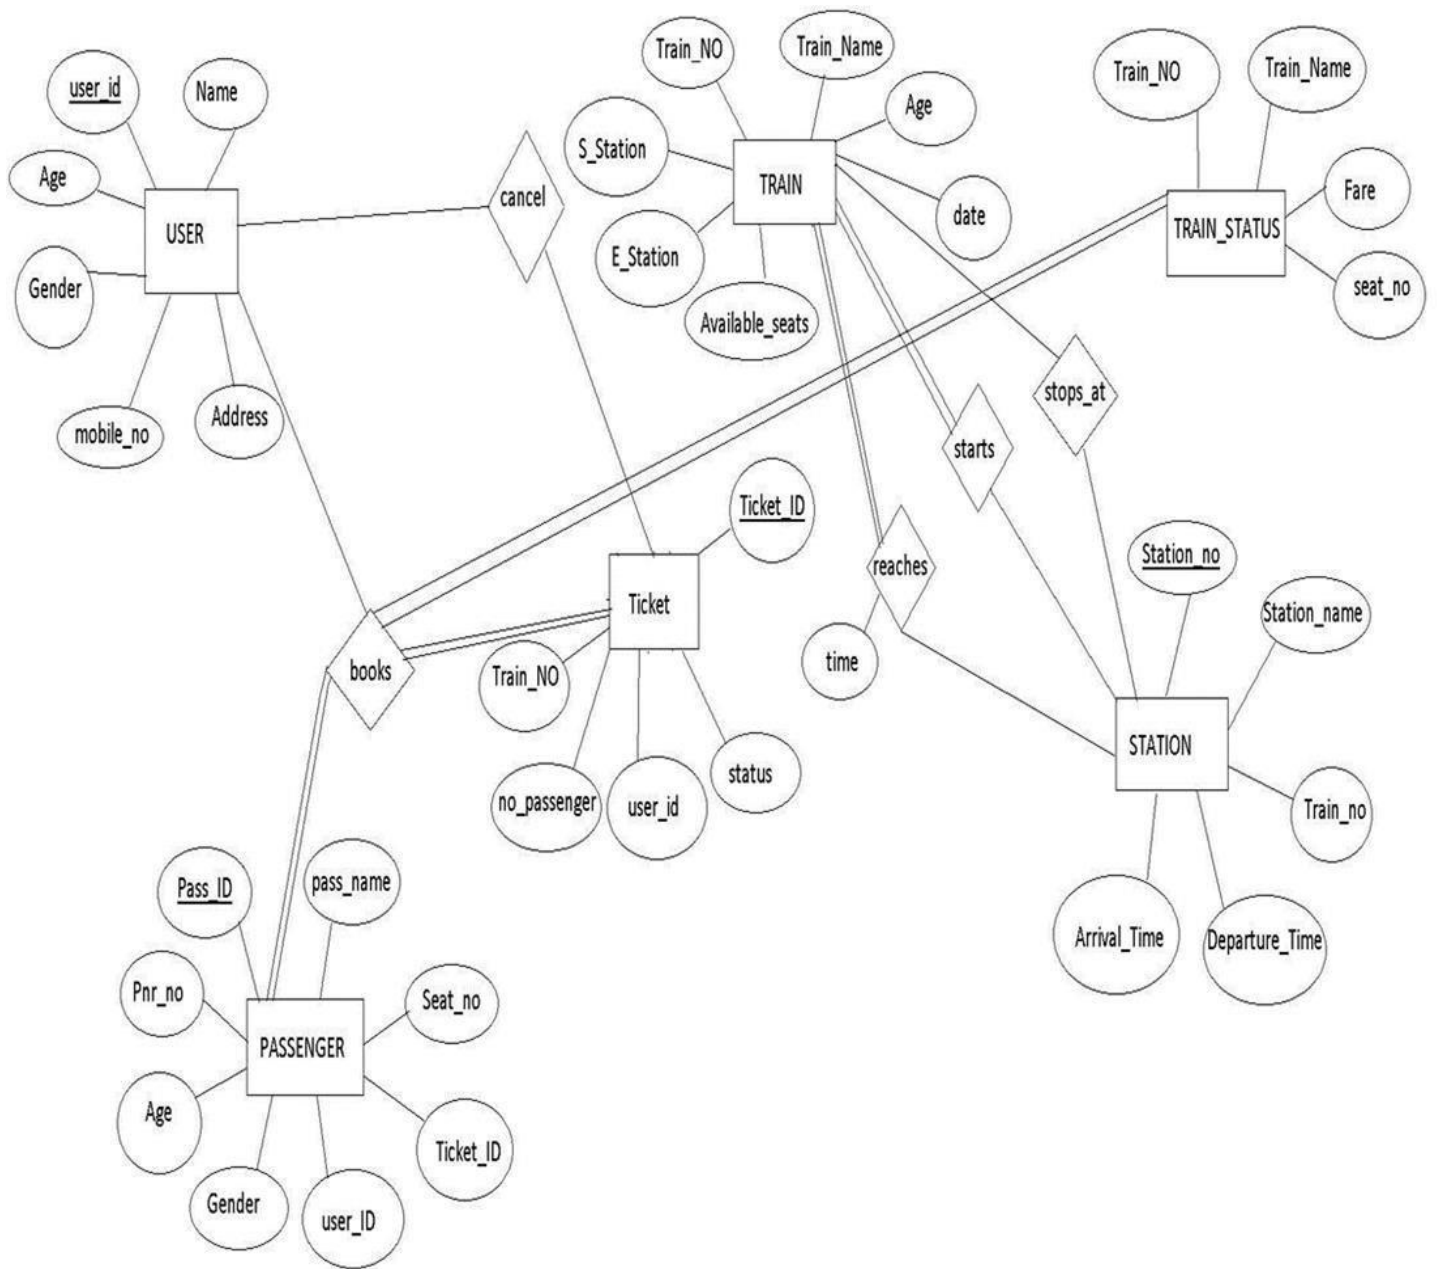 user_id
Name
Age
USER
Gender
mobile_no
Address
cancel
Train_NO
Train_Name
Age
S_Station
TRAIN
date
E_Station
Available_seats
Train_NO
Train_Name
Fare
TRAIN_STATUS
seat_no
stops_at
starts
reaches
time
Ticket_ID
Ticket
Train_NO
no_passenger
user_id
status
books
Station_no
Station_name
STATION
Train_no
Arrival_Time
Departure_Time
Pass_ID
pass_name
Pnr_no
Seat_no
PASSENGER
Age
Ticket_ID
Gender
user_ID